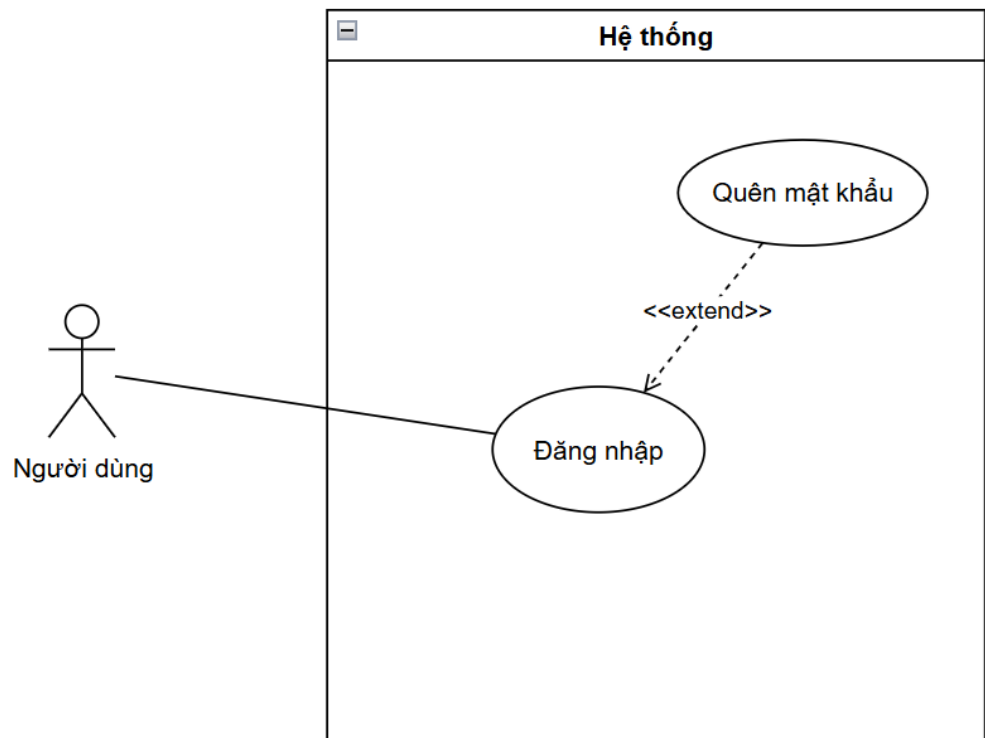 Hệ thống
Quên mật khẩu
<<extend>>
Đăng nhập
Người dùng